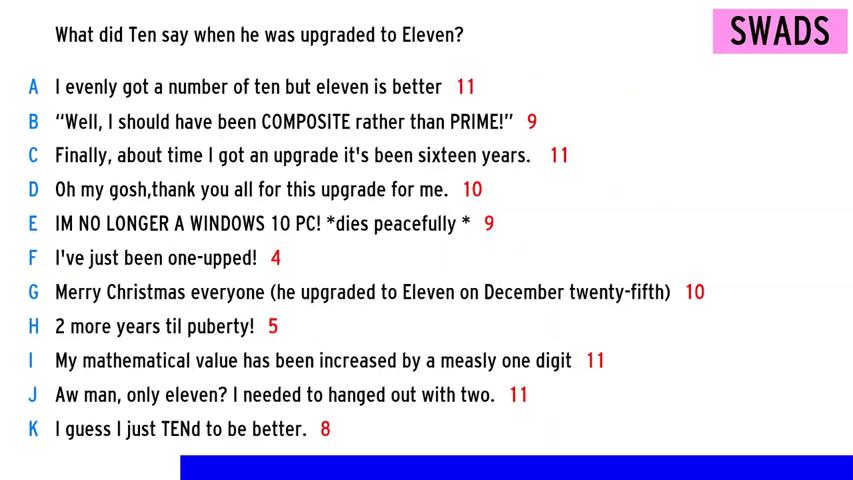 What did Ten say when he was upgraded to Eleven?
SWADS
A I evenly got a number of ten but eleven is better 11
B “Well, I should have been COMPOSITE rather than PRIME!” 9
C Finally, about time I got an upgrade it's been sixteen years. 11
D Oh my gosh,thank you all for this upgrade for me. 10
E IM NO LONGER A WINDOWS 10 PC! *dies peacefully * 9
F I've just been one-upped! 4
G Merry Christmas everyone (he upgraded to Eleven on December twenty-fifth) 10
H 2 more years til puberty! 5
I My mathematical value has been increased by a measly one digit 11
J Aw man, only eleven? I needed to hanged out with two. 11
K I guess I just TENd to be better. 8